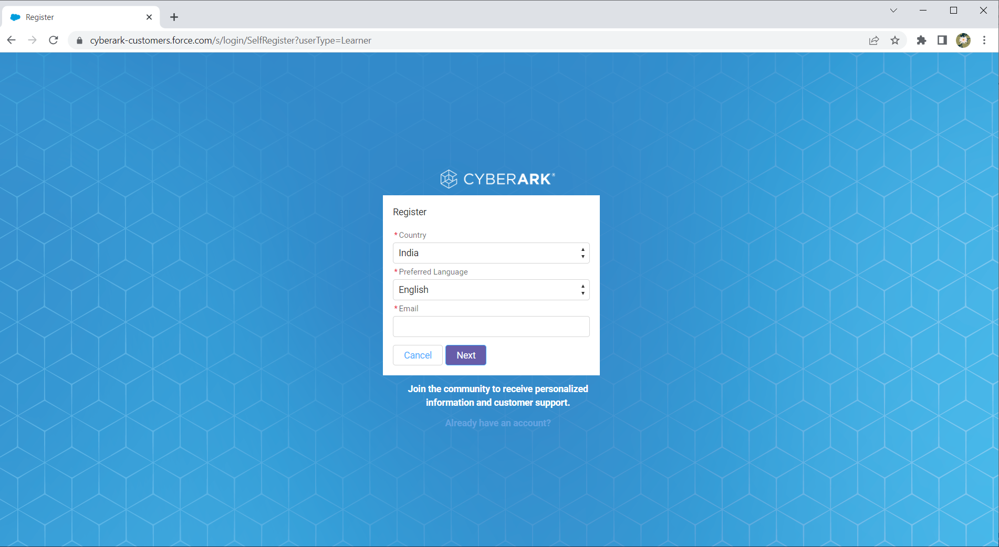 Register
cyberark-customers.force.com/s/login/SelfRegister?userType=Learner
CYBERARK®
Register
*Country
India
*Preferred Language
English
*Email
Cancel Next
Join the community to receive personalized
information and customer support.
Already have an account?